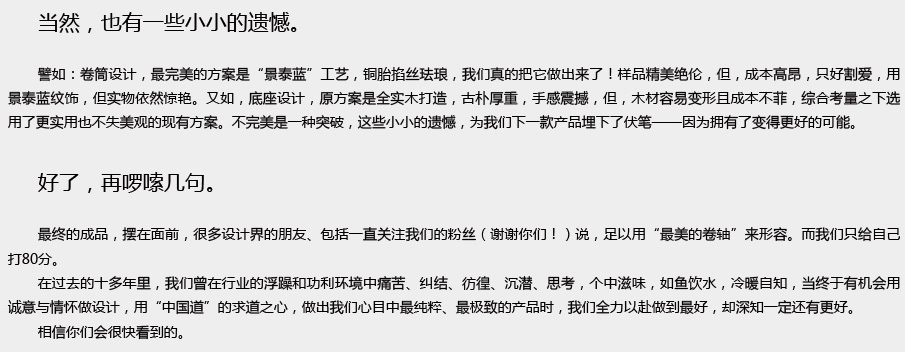 当然，也有一些小小的遗憾。
譬如：卷筒设计，最完美的方案是“景泰蓝”工艺，铜胎掐丝珐琅，我们真的把它做出来了！样品精美绝伦，但，成本高昂，只好割爱，用
景泰蓝纹饰，但实物依然惊艳。又如，底座设计，原方案是全实木打造，古朴厚重，手感震撼，但，木材容易变形且成本不菲，综合考量之下选
用了更实用也不失美观的现有方案。不完美是一种突破，这些小小的遗憾，为我们下一款产品埋下了伏笔——因为拥有了变得更好的可能。
好了，再啰嗦几句。
最终的成品，摆在面前，很多设计界的朋友、包括一直关注我们的粉丝（谢谢你们！）说，足以用“最美的卷轴”来形容。而我们只给自己
打80分。
在过去的十多年里，我们曾在行业的浮躁和功利环境中痛苦、纠结、彷徨、沉潜、思考，个中滋味，如鱼饮水，冷暖自知，当终于有机会用
诚意与情怀做设计，用“中国道”的求道之心，做出我们心目中最纯粹、最极致的产品时，我们全力以赴做到最好，却深知一定还有更好。
相信你们会很快看到的。